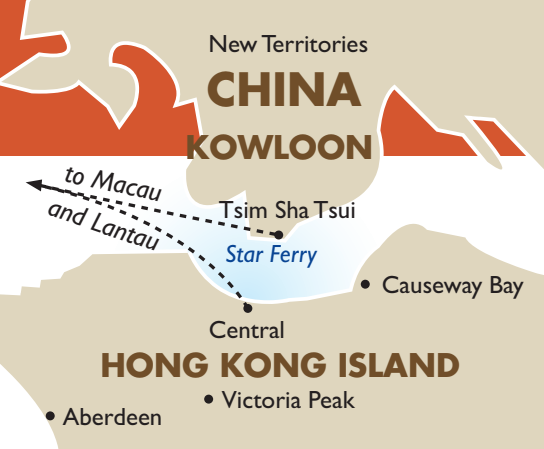 New Territories
CHINA
KOWLOON
to Macau
and Lantau
Tsim Sha Tsui
Star Ferry
Causeway Bay
Central
HONG KONG ISLAND
Victoria Peak
Aberdeen